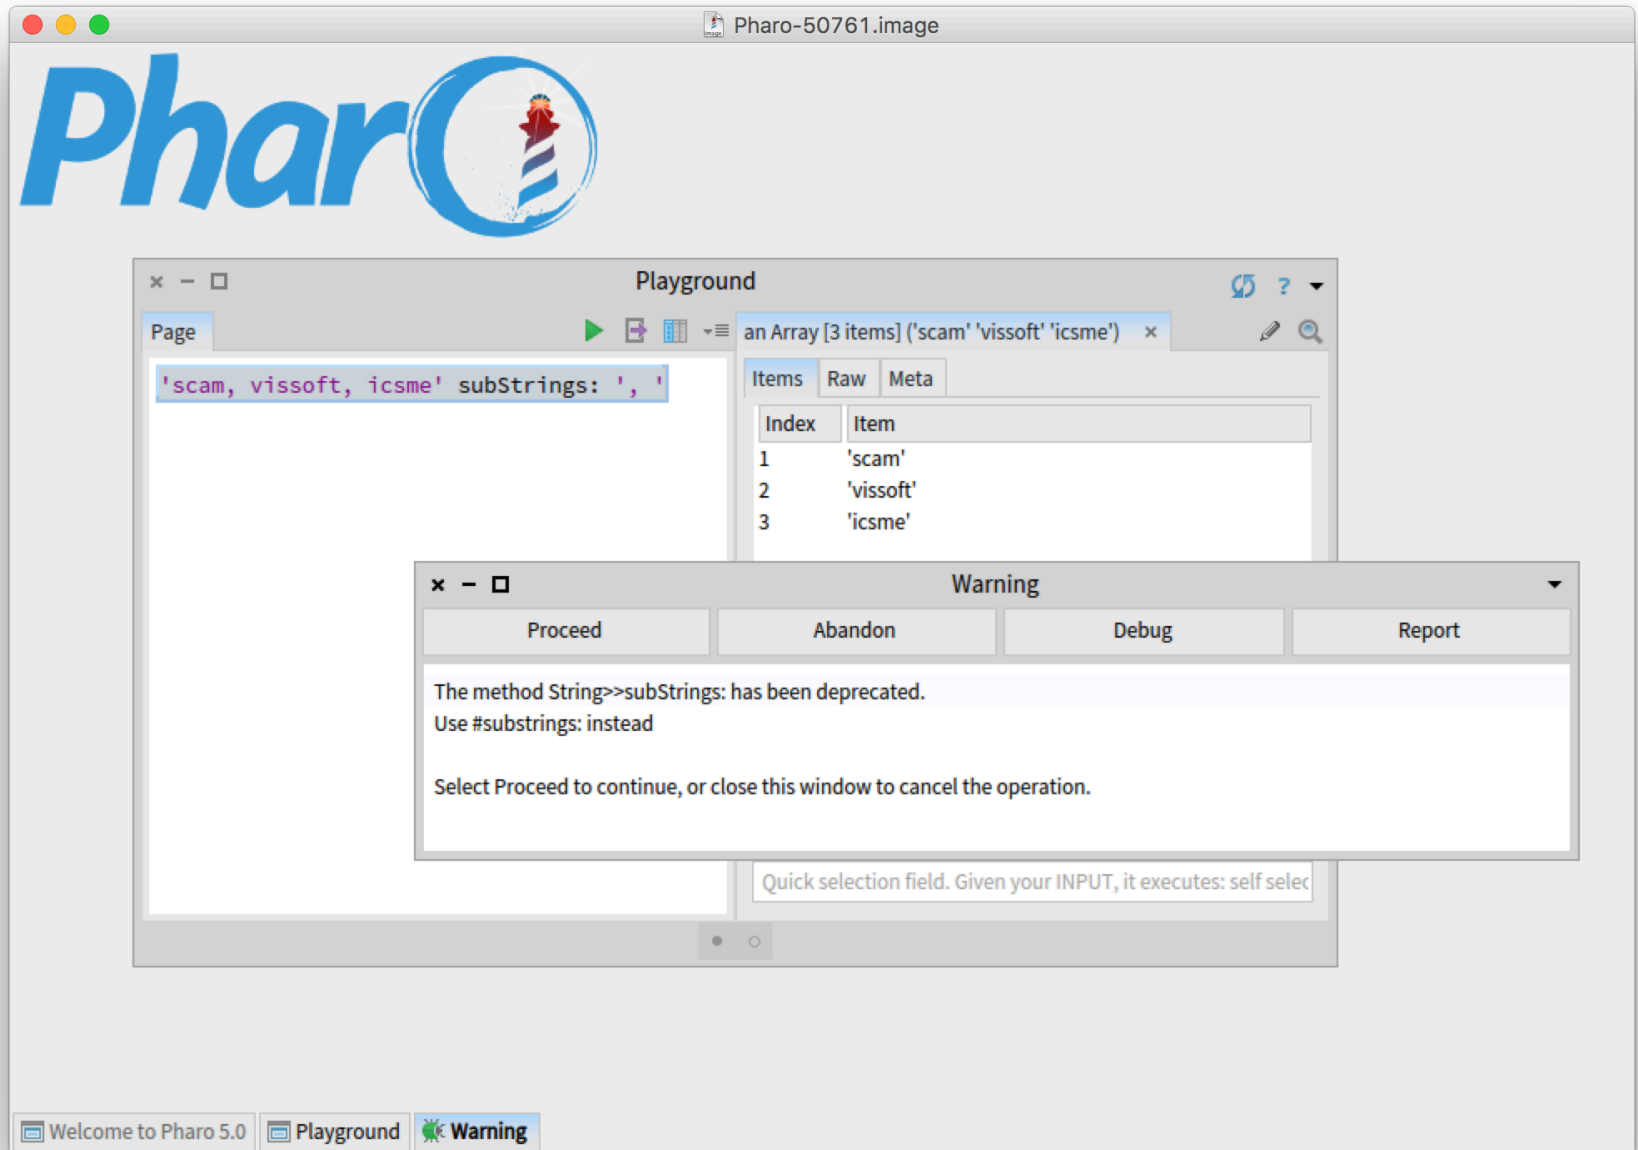 Pharo-50761.image
Pharo
Playground
?
Page
an Array [3 items] ('scam' 'vissoft' 'icsme')
'scam, vissoft, icsme' subStrings: ', '
Items Raw Meta
Index Item
1 'scam'
2 'vissoft'
3 'icsme'
Warning
Proceed Abandon Debug Report
The method String>>subStrings: has been deprecated.
Use #substrings: instead
Select Proceed to continue, or close this window to cancel the operation.
Quick selection field. Given your INPUT, it executes: self selec
Welcome to Pharo 5.0 Playground Warning